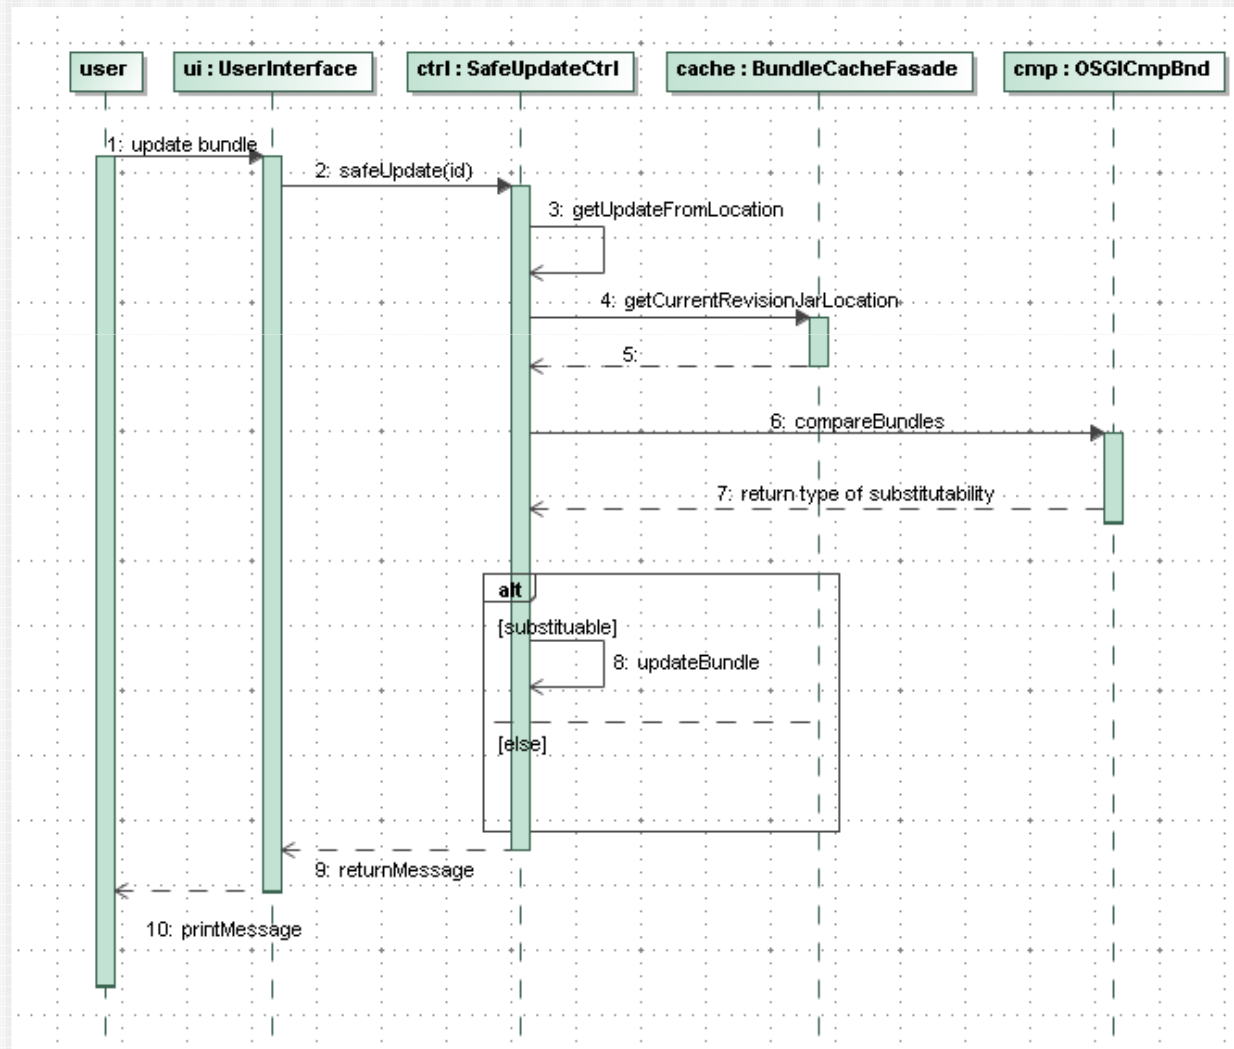 user
ui : UserInterface
ctrl : SafeUpdateCtrl
cache : BundleCacheFasade
cmp : OSGICmpBnd
1: update bundle
2: safeUpdate(id)
3: getUpdateFromLocation
4: getCurrentRevisionJarLocation
5:
6: compareBundles
7: return type of substitutability
alt
[substituable]
8: updateBundle
[else]
9: returnMessage
10: printMessage